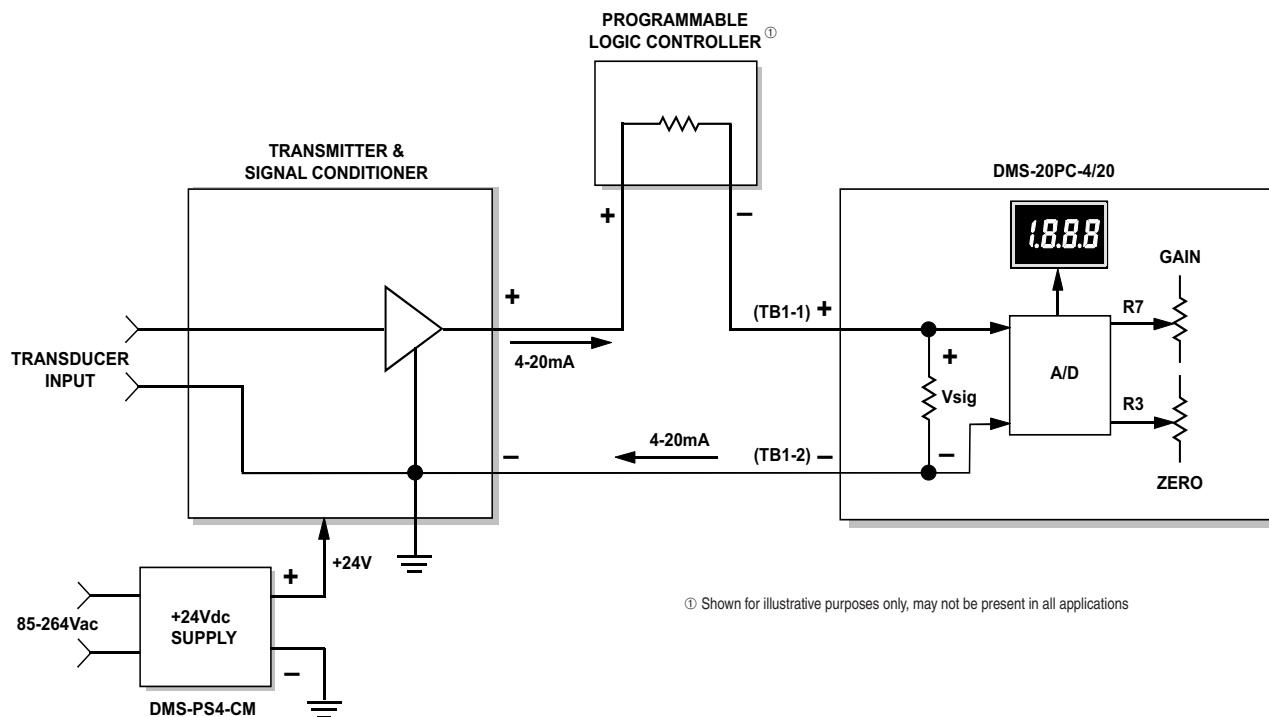 PROGRAMMABLE
LOGIC CONTROLLER ①
TRANSMITTER &
SIGNAL CONDITIONER
DMS-20PC-4/20
+
−
1.8.8.8
GAIN
+
(TB1-1) +
R7
TRANSDUCER
INPUT
4-20mA
+
Vsig
A/D
R3
4-20mA
−
(TB1-2) −
−
ZERO
+24V
+
85-264Vac
+24Vdc
SUPPLY
−
DMS-PS4-CM
① Shown for illustrative purposes only, may not be present in all applications